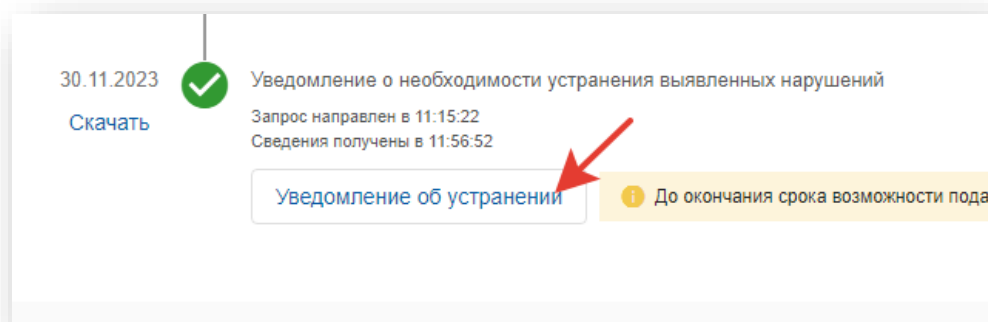 30.11.2023
Скачать
Уведомление о необходимости устранения выявленных нарушений
Запрос направлен в 11:15:22
Сведения получены в 11:56:52
Уведомление об устранении
До окончания срока возможности пода